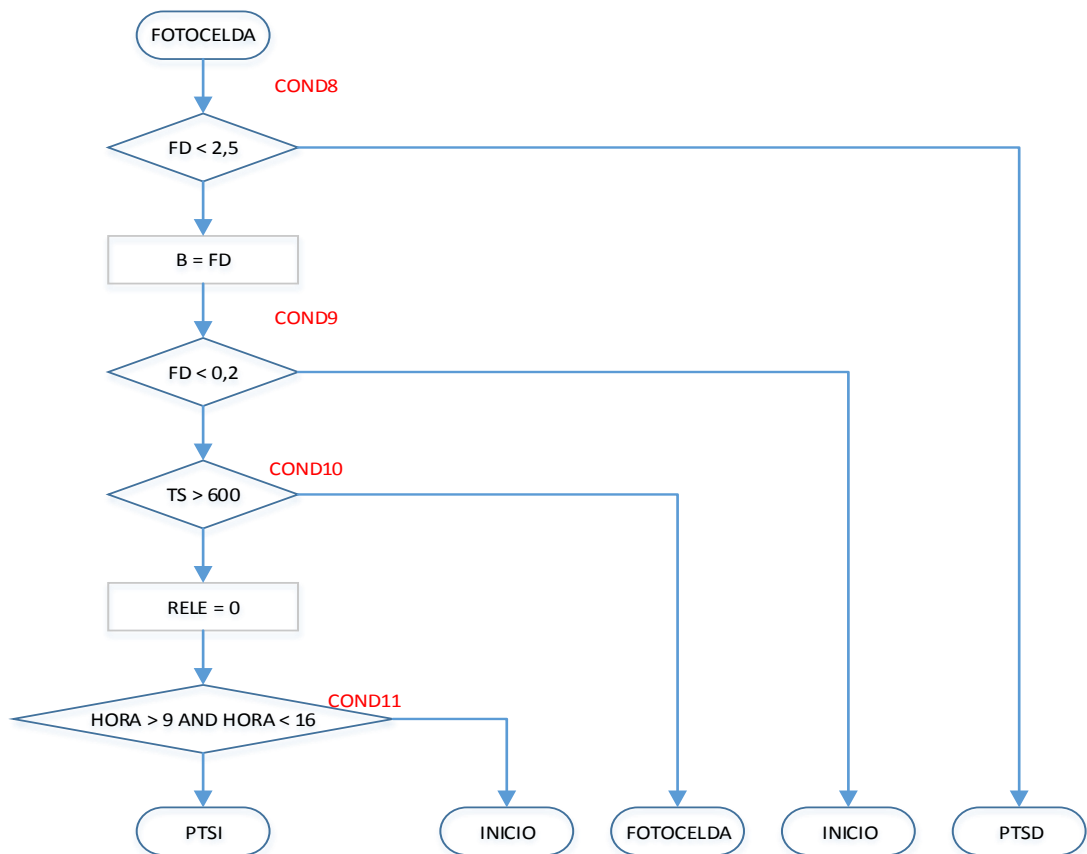 FOTOCELDA
COND8
FD < 2,5
B = FD
COND9
FD < 0,2
COND10
TS > 600
RELE = 0
COND11
HORA > 9 AND HORA < 16
PTSI
INICIO
FOTOCELDA
INICIO
PTSD